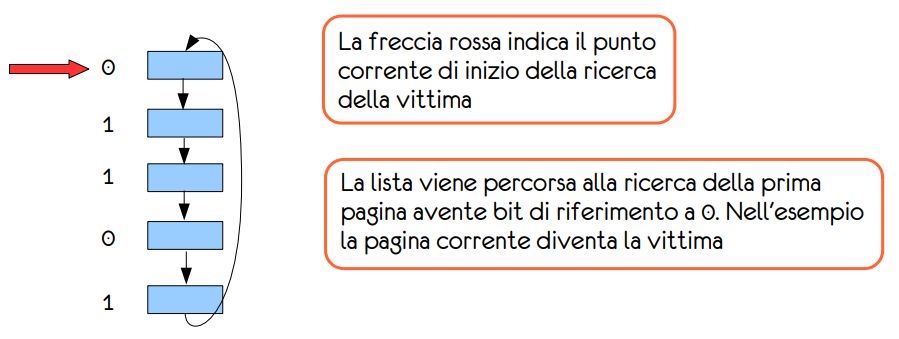 La freccia rossa indica il punto
corrente di inizio della ricerca
della vittima
0
1
1
0
1
La lista viene percorsa alla ricerca della prima
pagina avente bit di riferimento a 0. Nell'esempio
la pagina corrente diventa la vittima